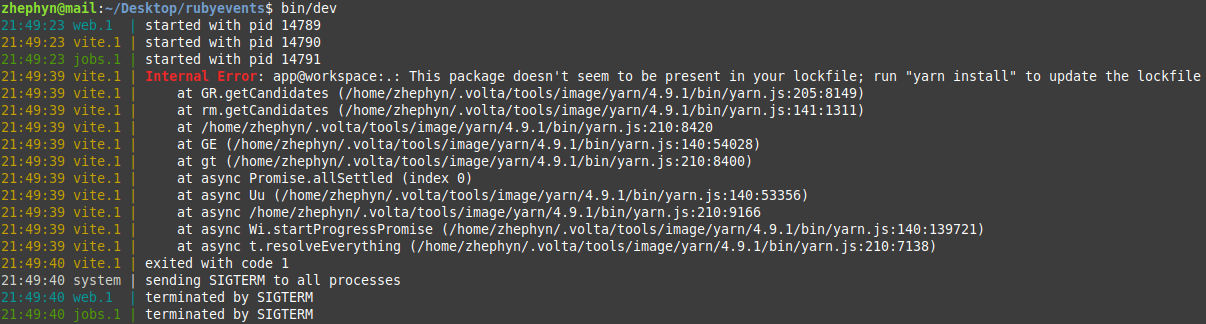 zhephyn@mail:~/Desktop/rubyevents$ bin/dev
21:49:23 web.1  | started with pid 14789
21:49:23 vite.1 | started with pid 14790
21:49:23 jobs.1 | started with pid 14791
21:49:39 vite.1 | Internal Error: app@workspace:.: This package doesn't seem to be present in your lockfile; run "yarn install" to update the lockfile
21:49:39 vite.1 |     at GR.getCandidates (/home/zhephyn/.volta/tools/image/yarn/4.9.1/bin/yarn.js:205:8149)
21:49:39 vite.1 |     at rm.getCandidates (/home/zhephyn/.volta/tools/image/yarn/4.9.1/bin/yarn.js:141:1311)
21:49:39 vite.1 |     at /home/zhephyn/.volta/tools/image/yarn/4.9.1/bin/yarn.js:210:8420
21:49:39 vite.1 |     at GE (/home/zhephyn/.volta/tools/image/yarn/4.9.1/bin/yarn.js:140:54028)
21:49:39 vite.1 |     at gt (/home/zhephyn/.volta/tools/image/yarn/4.9.1/bin/yarn.js:210:8400)
21:49:39 vite.1 |     at async Promise.allSettled (index 0)
21:49:39 vite.1 |     at async Uu (/home/zhephyn/.volta/tools/image/yarn/4.9.1/bin/yarn.js:140:53356)
21:49:39 vite.1 |     at async /home/zhephyn/.volta/tools/image/yarn/4.9.1/bin/yarn.js:210:9166
21:49:39 vite.1 |     at async Wi.startProgressPromise (/home/zhephyn/.volta/tools/image/yarn/4.9.1/bin/yarn.js:140:139721)
21:49:39 vite.1 |     at async t.resolveEverything (/home/zhephyn/.volta/tools/image/yarn/4.9.1/bin/yarn.js:210:7138)
21:49:40 vite.1 | exited with code 1
21:49:40 system | sending SIGTERM to all processes
21:49:40 web.1  | terminated by SIGTERM
21:49:40 jobs.1 | terminated by SIGTERM